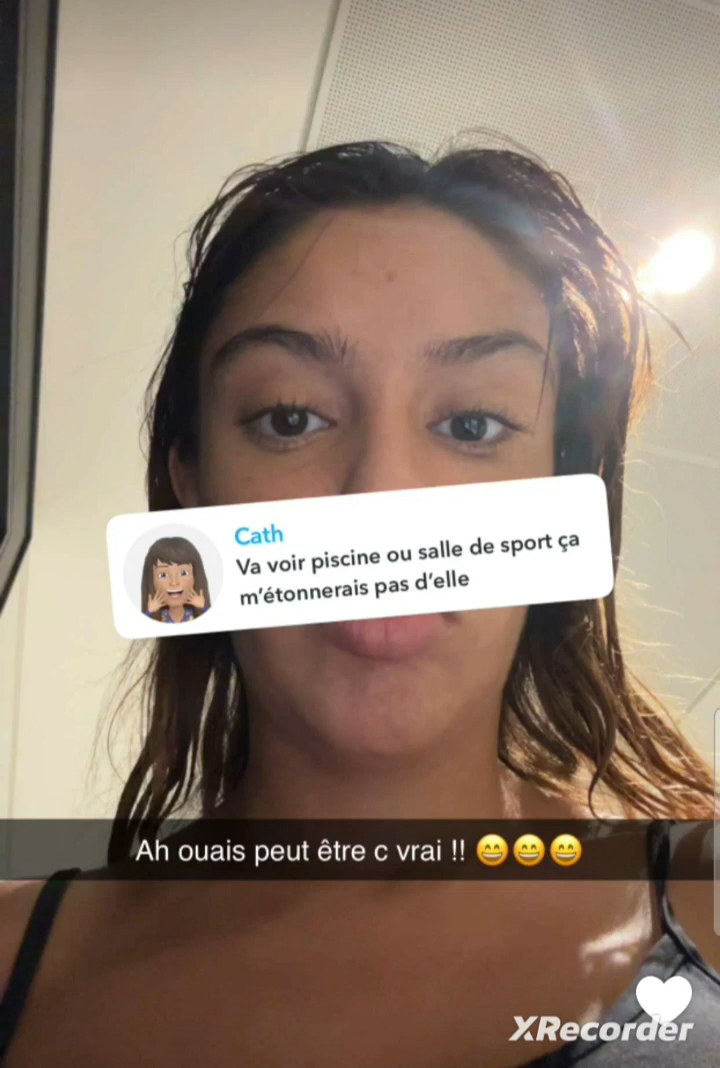 Cath
Va voir piscine ou salle de sport ça
m'étonnerais pas d'elle
Ah ouais peut être c vrai !! 😄😄😄
XRecorder